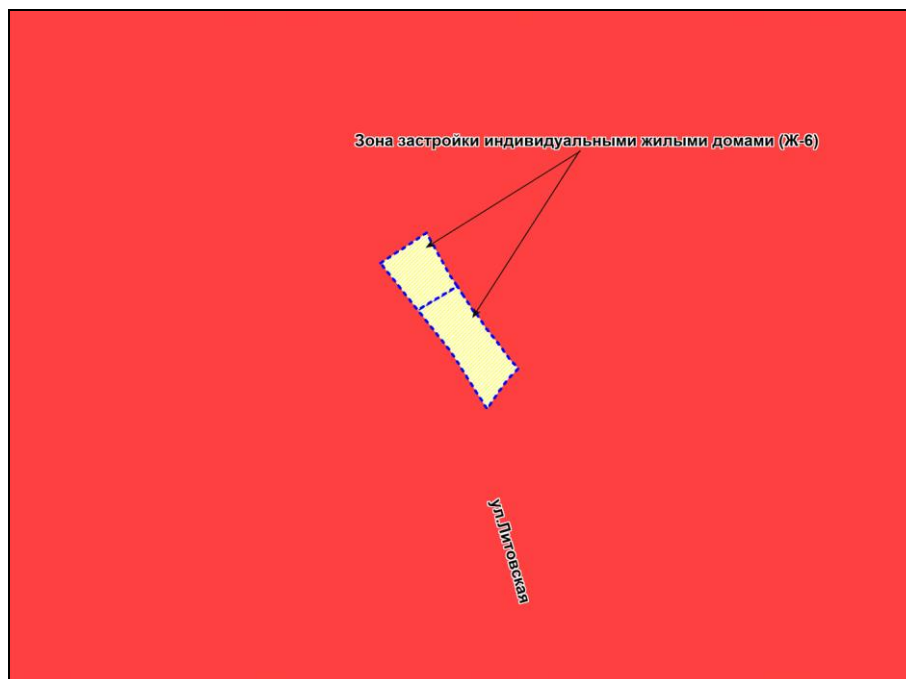 Зона застройки индивидуальными жилыми домами (Ж-6)
ул.Литовская